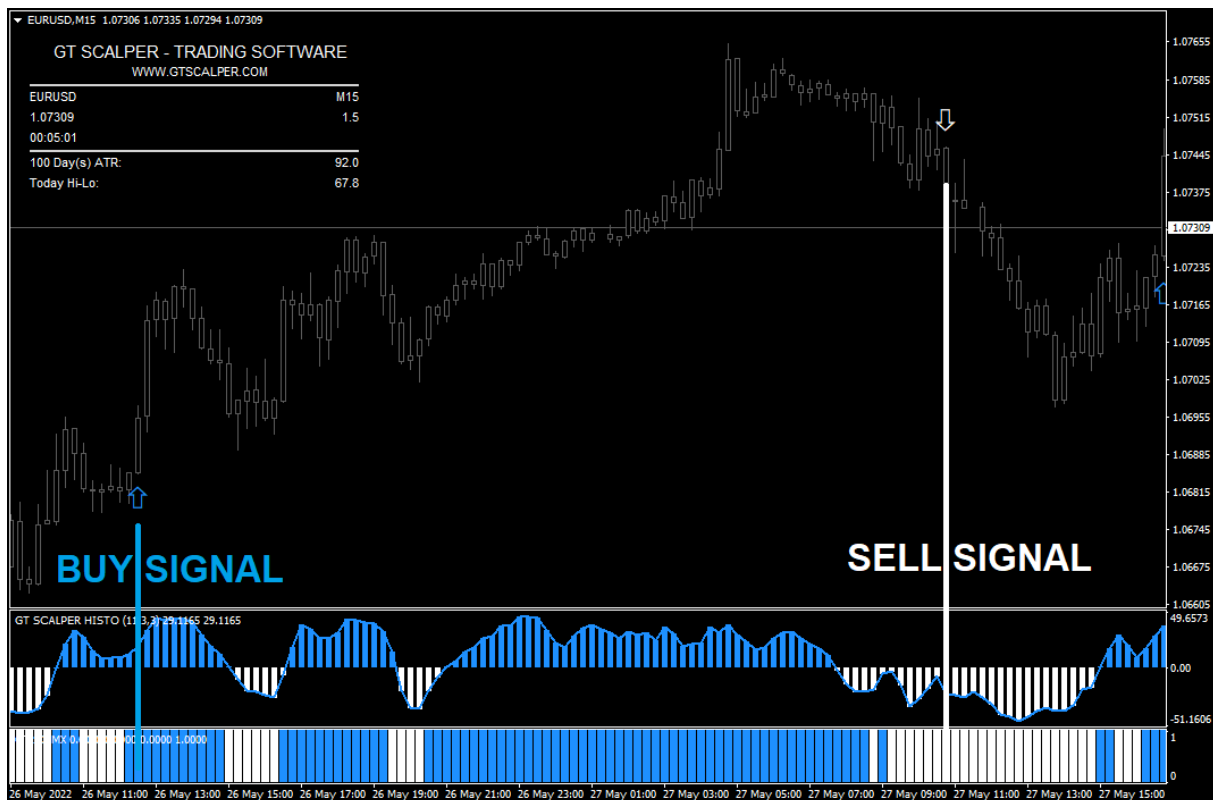 EURUSD,M15 1.07306 1.07335 1.07294 1.07309
GT SCALPER - TRADING SOFTWARE
WWW.GTSCALPER.COM
EURUSD M15
1.07309 1.5
00:05:01
100 Day(s) ATR: 92.0
Today Hi-Lo: 67.8
1.07655
1.07585
1.07515
1.07445
1.07375
1.07309
1.07235
1.07165
1.07095
1.07025
1.06955
1.06885
1.06815
1.06745
1.06675
1.06605
BUY SIGNAL
SELL SIGNAL
GT SCALPER HISTO 29.1165 29.1165
49.6573
0.00
-51.1606
0.0000 1.0000
1
0
26 May 2022 26 May 11:00 26 May 13:00 26 May 15:00 26 May 17:00 26 May 19:00 26 May 21:00 26 May 23:00 27 May 01:00 27 May 03:00 27 May 05:00 27 May 07:00 27 May 09:00 27 May 11:00 27 May 13:00 27 May 15:00